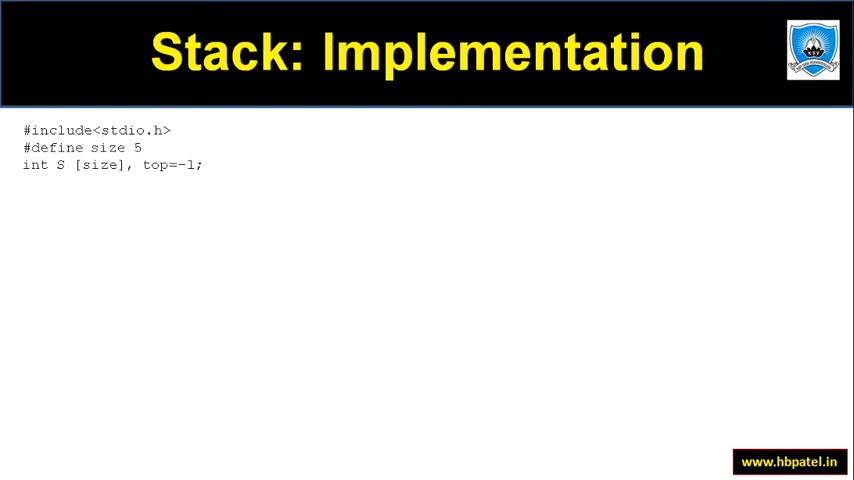 Stack: Implementation
#include<stdio.h>
#define size 5
int S [size], top=-1;
www.hbpatel.in